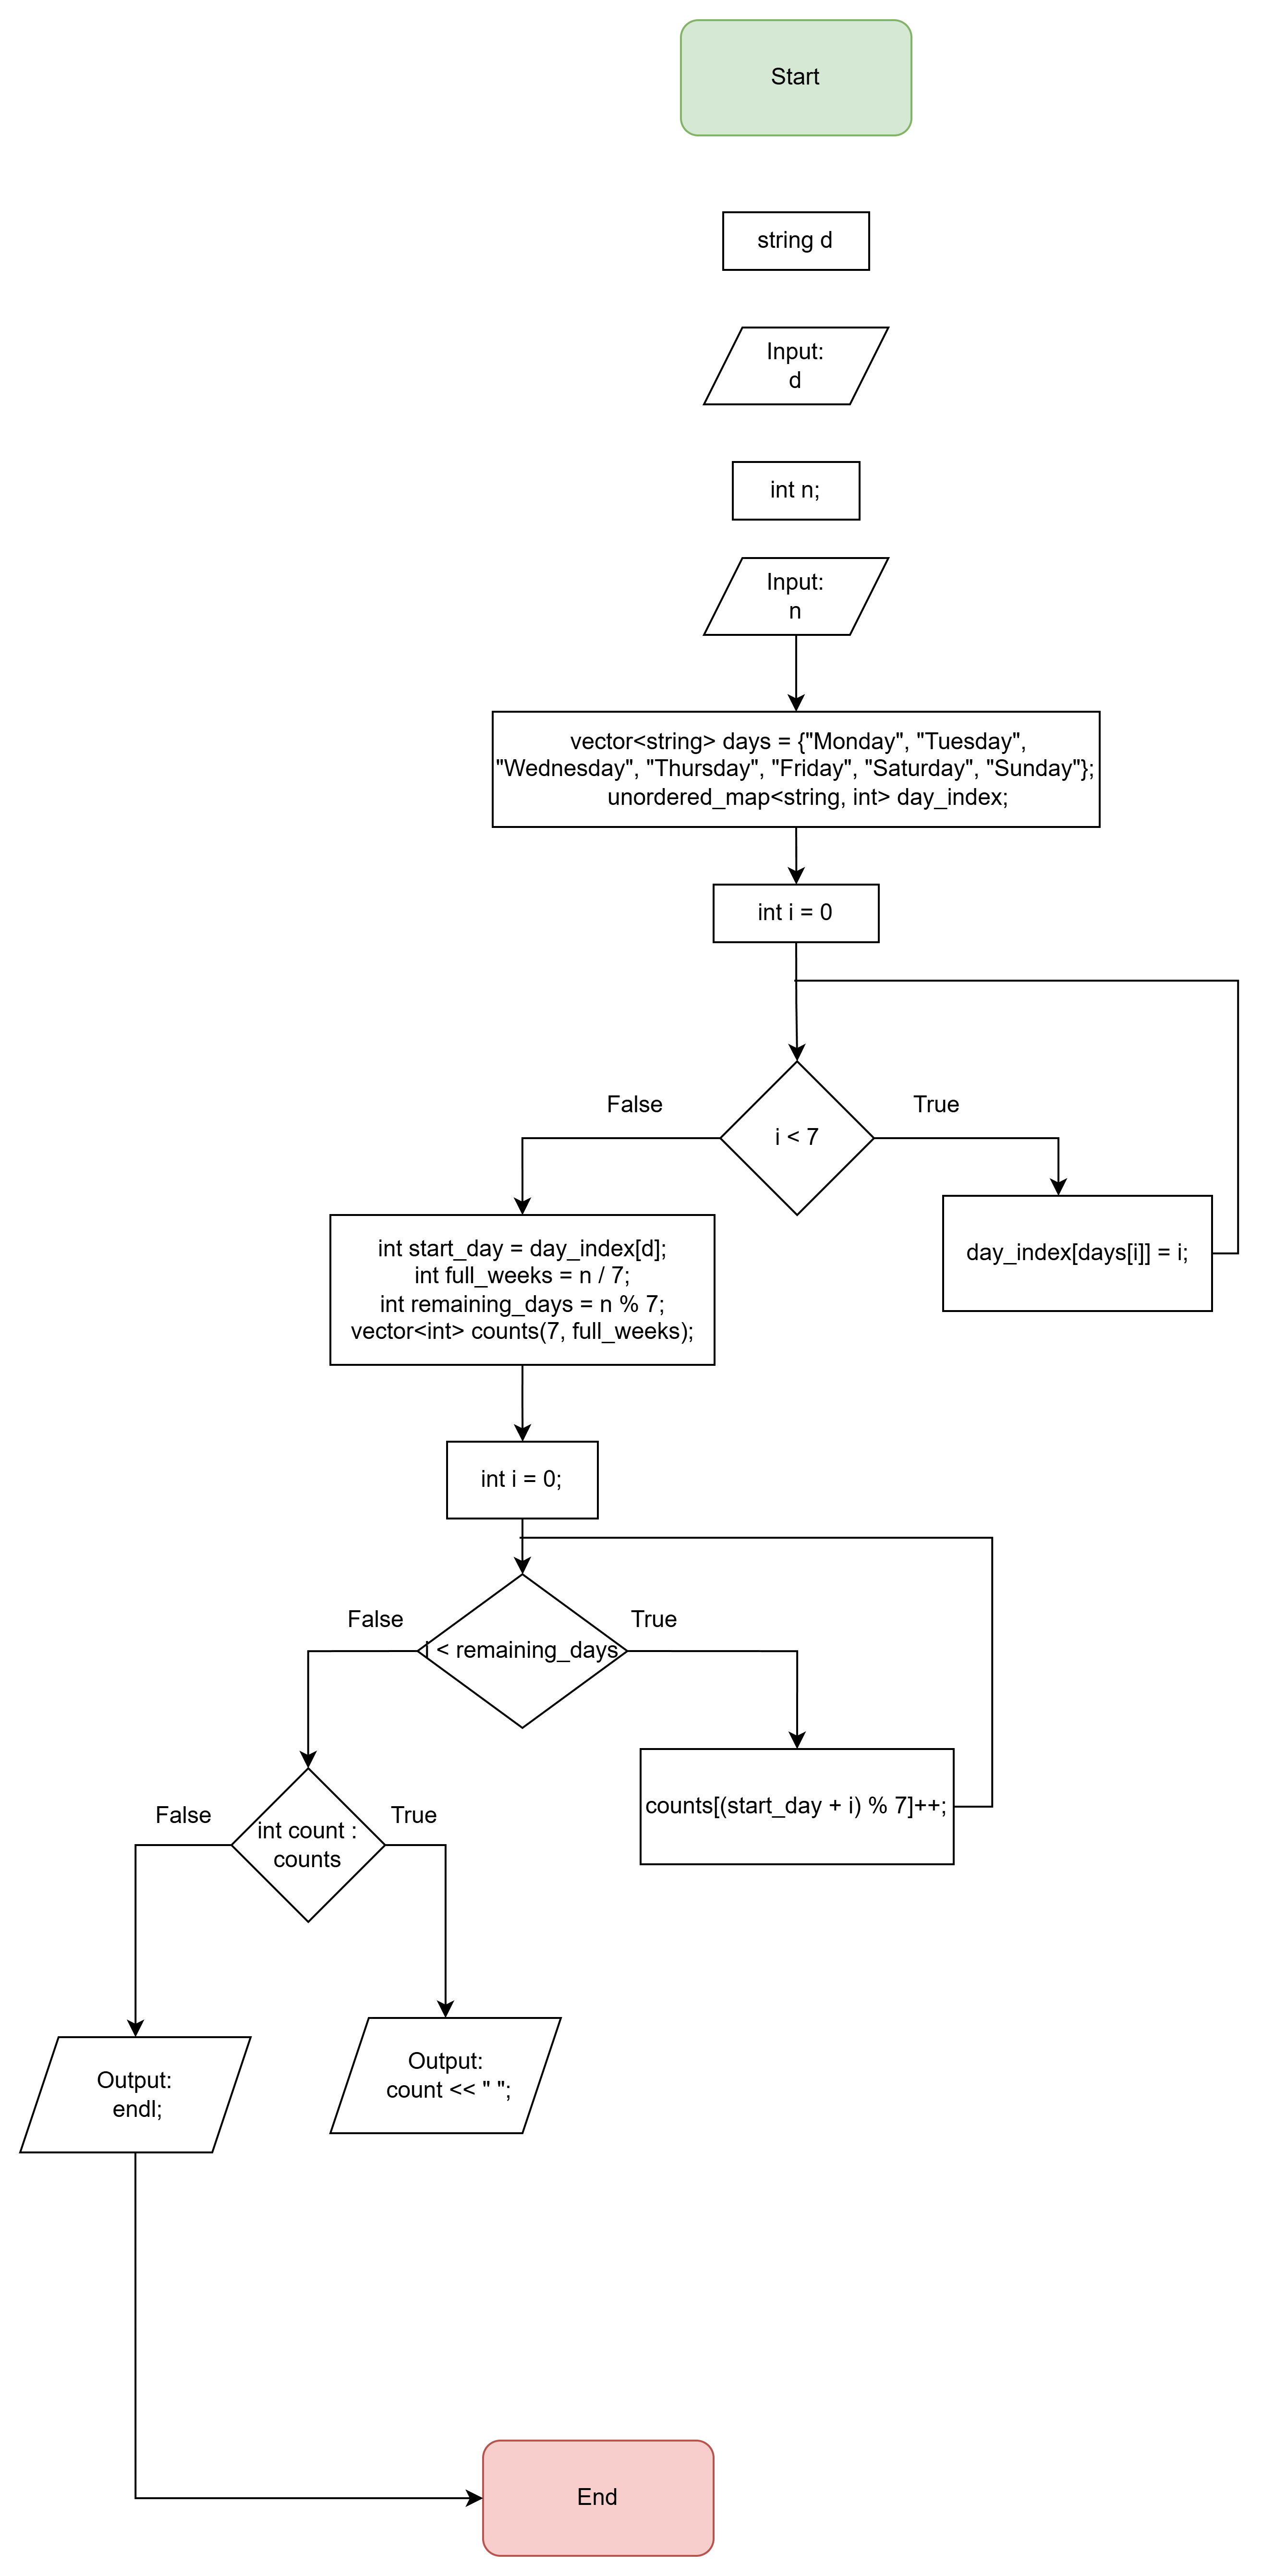 Start
string d
Input:
d
int n;
Input:
n
vector<string> days = {"Monday", "Tuesday",
"Wednesday", "Thursday", "Friday", "Saturday", "Sunday"};
unordered_map<string, int> day_index;
int i = 0
i < 7
False
True
day_index[days[i]] = i;
int start_day = day_index[d];
int full_weeks = n / 7;
int remaining_days = n % 7;
vector<int> counts(7, full_weeks);
int i = 0;
i < remaining_days
False
True
counts[(start_day + i) % 7]++;
int count :
counts
False
True
Output:
count << " ";
Output:
endl;
End